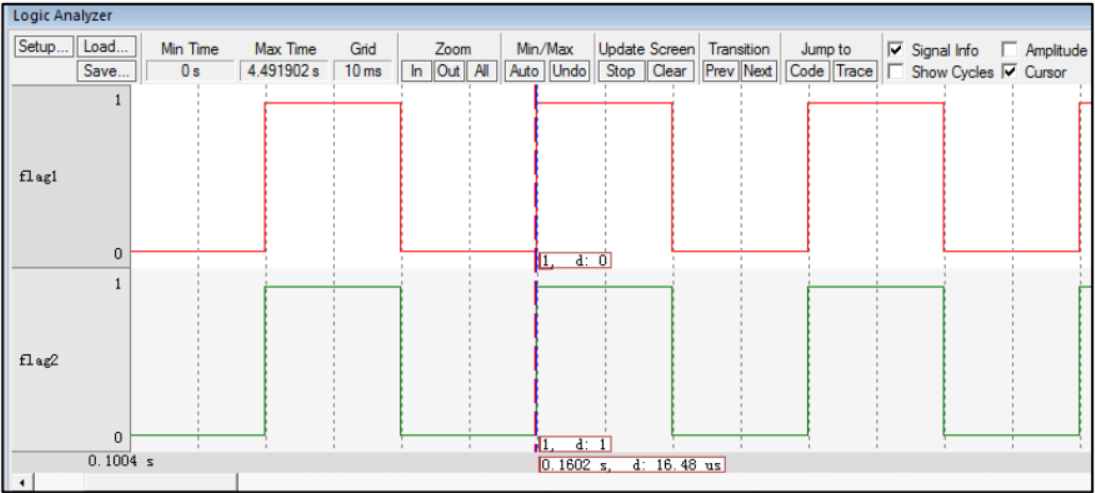 Logic Analyzer
Setup... Load... Min Time Max Time Grid Zoom Min/Max Update Screen Transition Jump to Signal Info Amplitude
Save... 0 s 4.491902 s 10 ms In Out All Auto Undo Stop Clear Prev Next Code Trace Show Cycles Cursor
1
flag1
0
1, d: 0
1
flag2
0
1, d: 1
0.1004 s
0.1602 s, d: 16.48 us